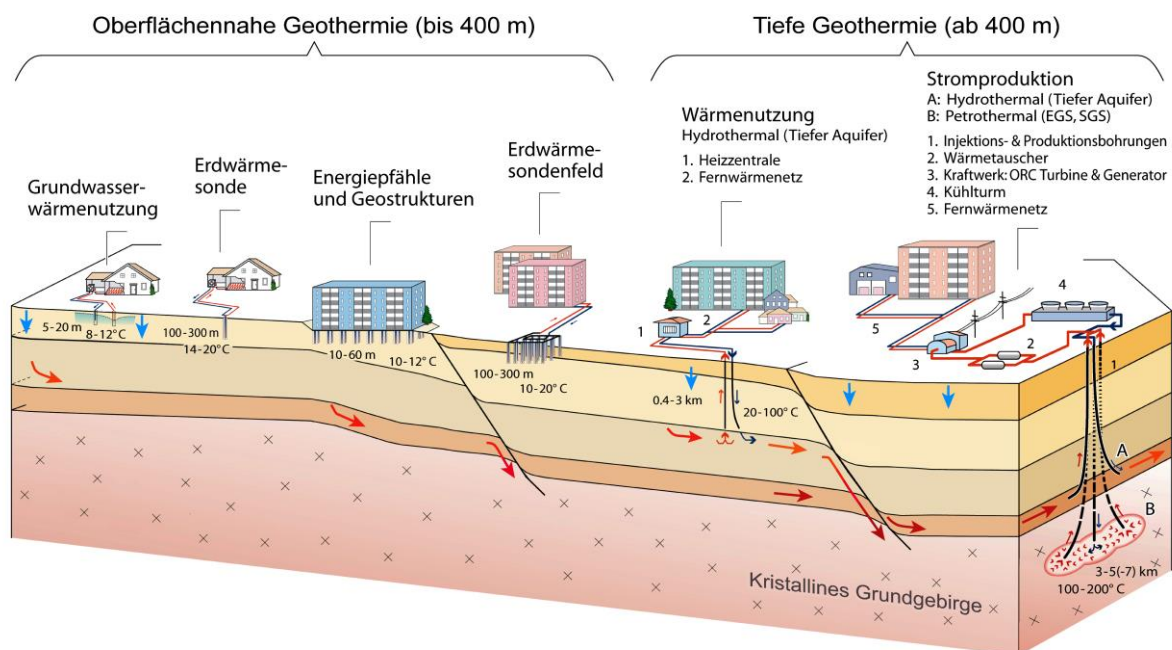 Oberflächennahe Geothermie (bis 400 m)
Tiefe Geothermie (ab 400 m)
Grundwasser-
wärmenutzung
Erdwärme-
sonde
Energiepfähle
und Geostrukturen
Erdwärme-
sondenfeld
Wärmenutzung
Hydrothermal (Tiefer Aquifer)
1. Heizzentrale
2. Fernwärmenetz
Stromproduktion
A: Hydrothermal (Tiefer Aquifer)
B: Petrothermal (EGS, SGS)
1. Injektions- & Produktionsbohrungen
2. Wärmetauscher
3. Kraftwerk: ORC Turbine & Generator
4. Kühlturm
5. Fernwärmenetz
5-20 m
8-12°C
100-300 m
14-20°C
10-60 m
10-12° C
100-300 m
10-20° C
1
2
0.4-3 km
20-100° C
5
3
2
4
1
A
B
3-5(-7) km
100-200° C
Kristallines Grundgebirge